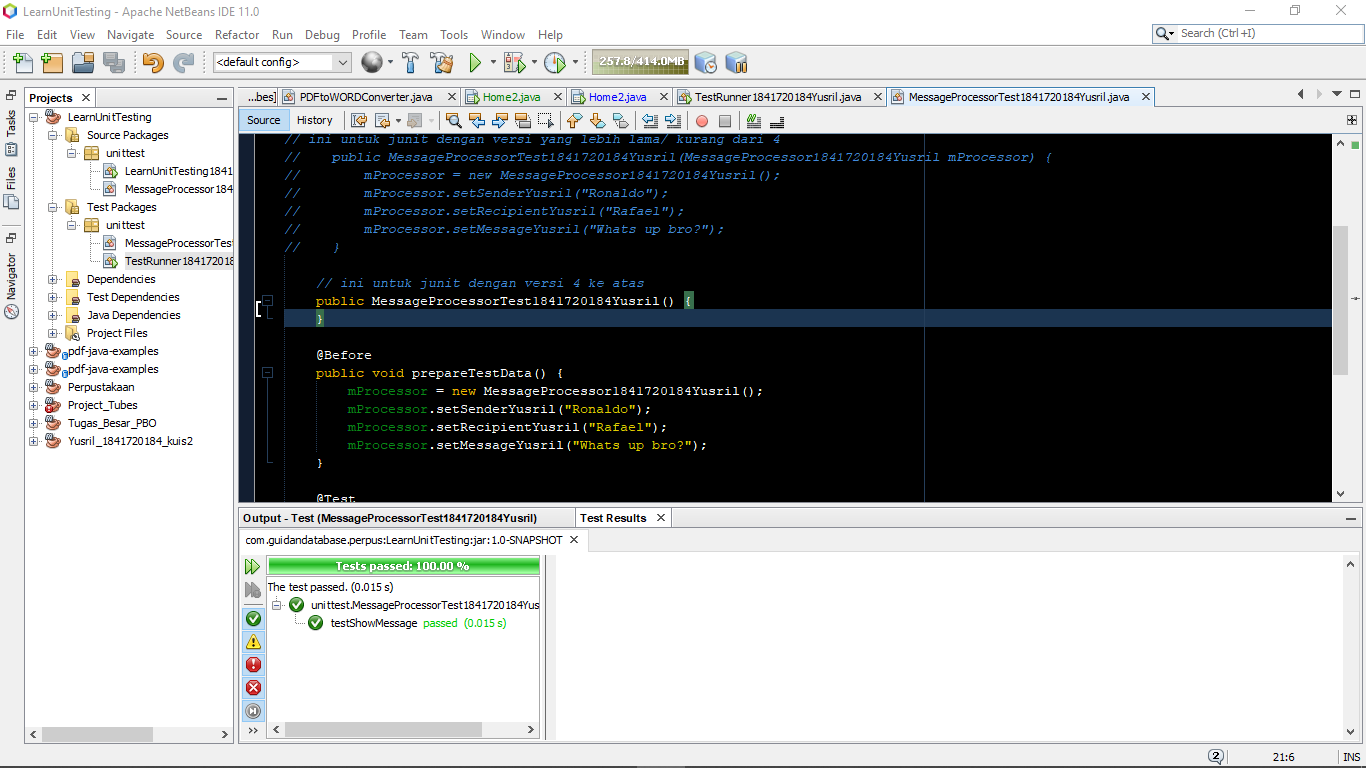 LearnUnitTesting - Apache NetBeans IDE 11.0
File Edit View Navigate Source Refactor Run Debug Profile Team Tools Window Help
Search (Ctrl+I)
<default config>
257.8/414.0MB
Tasks
Files
Navigator
Projects
LearnUnitTesting
Source Packages
unittest
LearnUnitTesting1841
MessageProcessor184
Test Packages
unittest
MessageProcessorTes
TestRunner184172018
Dependencies
Test Dependencies
Java Dependencies
Project Files
pdf-java-examples
pdf-java-examples
Perpustakaan
Project_Tubes
Tugas_Besar_PBO
Yusril_1841720184_kuis2
...bes] PDFtoWORDConverter.java Home2.java Home2.java TestRunner1841720184Yusril.java MessageProcessorTest1841720184Yusril.java
Source History
// ini untuk junit dengan versi yang lebih lama/ kurang dari 4
// public MessageProcessorTest1841720184Yusril(MessageProcessor1841720184Yusril mProcessor) {
// mProcessor = new MessageProcessor1841720184Yusril();
// mProcessor.setSenderYusril("Ronaldo");
// mProcessor.setRecipientYusril("Rafael");
// mProcessor.setMessageYusril("Whats up bro?");
// }
// ini untuk junit dengan versi 4 ke atas
public MessageProcessorTest1841720184Yusril() {
}
@Before
public void prepareTestData() {
mProcessor = new MessageProcessor1841720184Yusril();
mProcessor.setSenderYusril("Ronaldo");
mProcessor.setRecipientYusril("Rafael");
mProcessor.setMessageYusril("Whats up bro?");
}
@Test
Output - Test (MessageProcessorTest1841720184Yusril) Test Results
com.guidandatabase.perpus:LearnUnitTesting:jar:1.0-SNAPSHOT
Tests passed: 100.00 %
The test passed. (0.015 s)
unittest.MessageProcessorTest1841720184Yus
testShowMessage passed (0.015 s)
2
21:6
INS